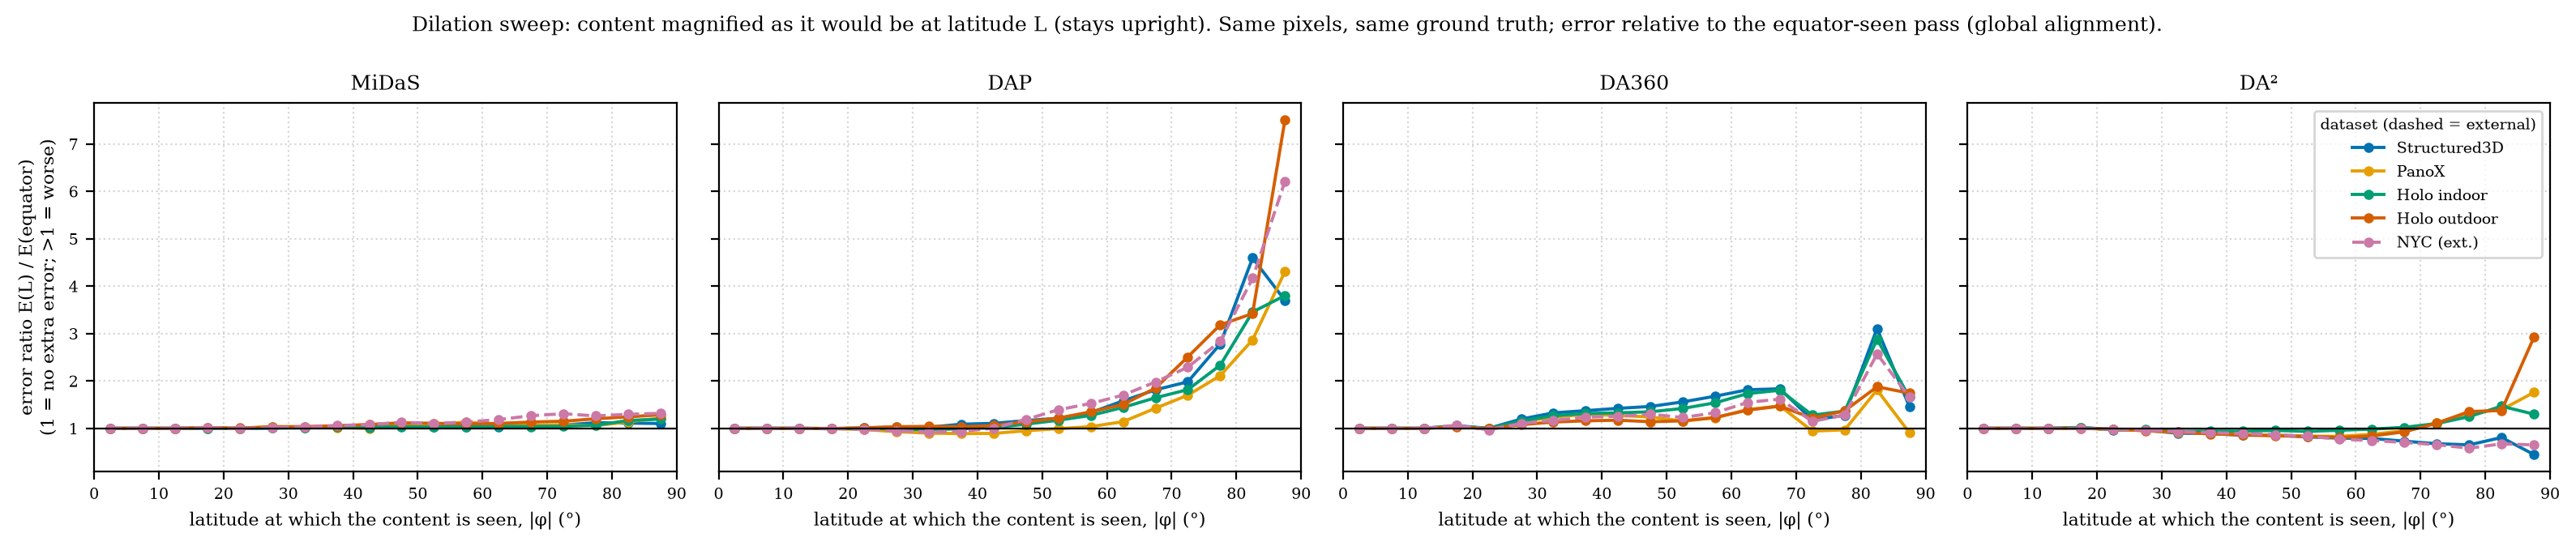 Dilation sweep: content magnified as it would be at latitude L (stays upright). Same pixels, same ground truth; error relative to the equator-seen pass (global alignment).
MiDaS
DAP
DA360
DA²
error ratio E(L) / E(equator)
(1 = no extra error; >1 = worse)
7
6
5
4
3
2
1
dataset (dashed = external)
Structured3D
PanoX
Holo indoor
Holo outdoor
NYC (ext.)
0 10 20 30 40 50 60 70 80 90
0 10 20 30 40 50 60 70 80 90
0 10 20 30 40 50 60 70 80 90
0 10 20 30 40 50 60 70 80 90
latitude at which the content is seen, |φ| (°)
latitude at which the content is seen, |φ| (°)
latitude at which the content is seen, |φ| (°)
latitude at which the content is seen, |φ| (°)